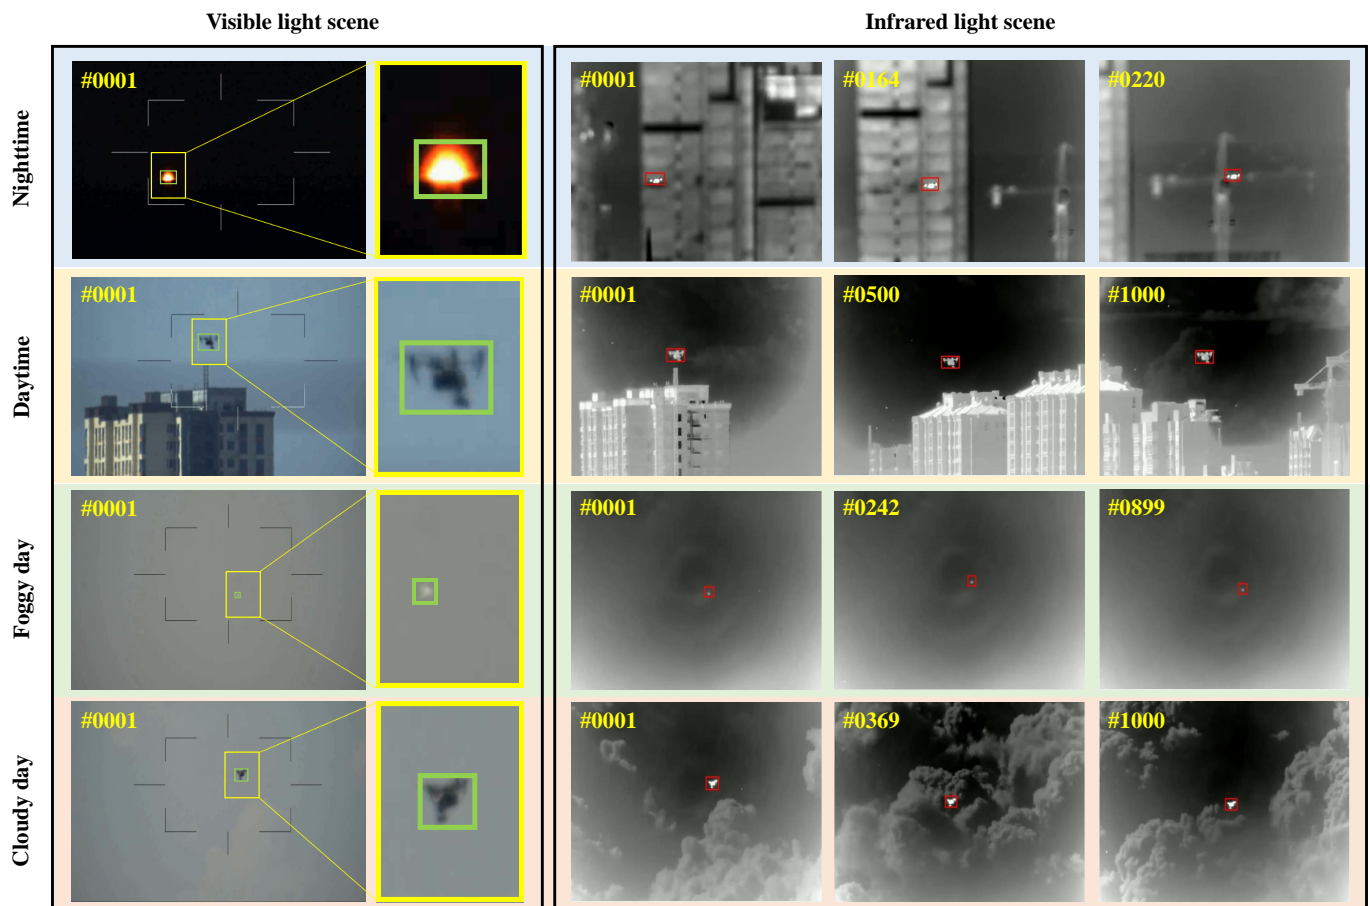 Visible light scene
Infrared light scene
Nighttime
#0001
#0001
#0164
#0220
Daytime
#0001
#0001
#0500
#1000
Foggy day
#0001
#0001
#0242
#0899
Cloudy day
#0001
#0001
#0369
#1000